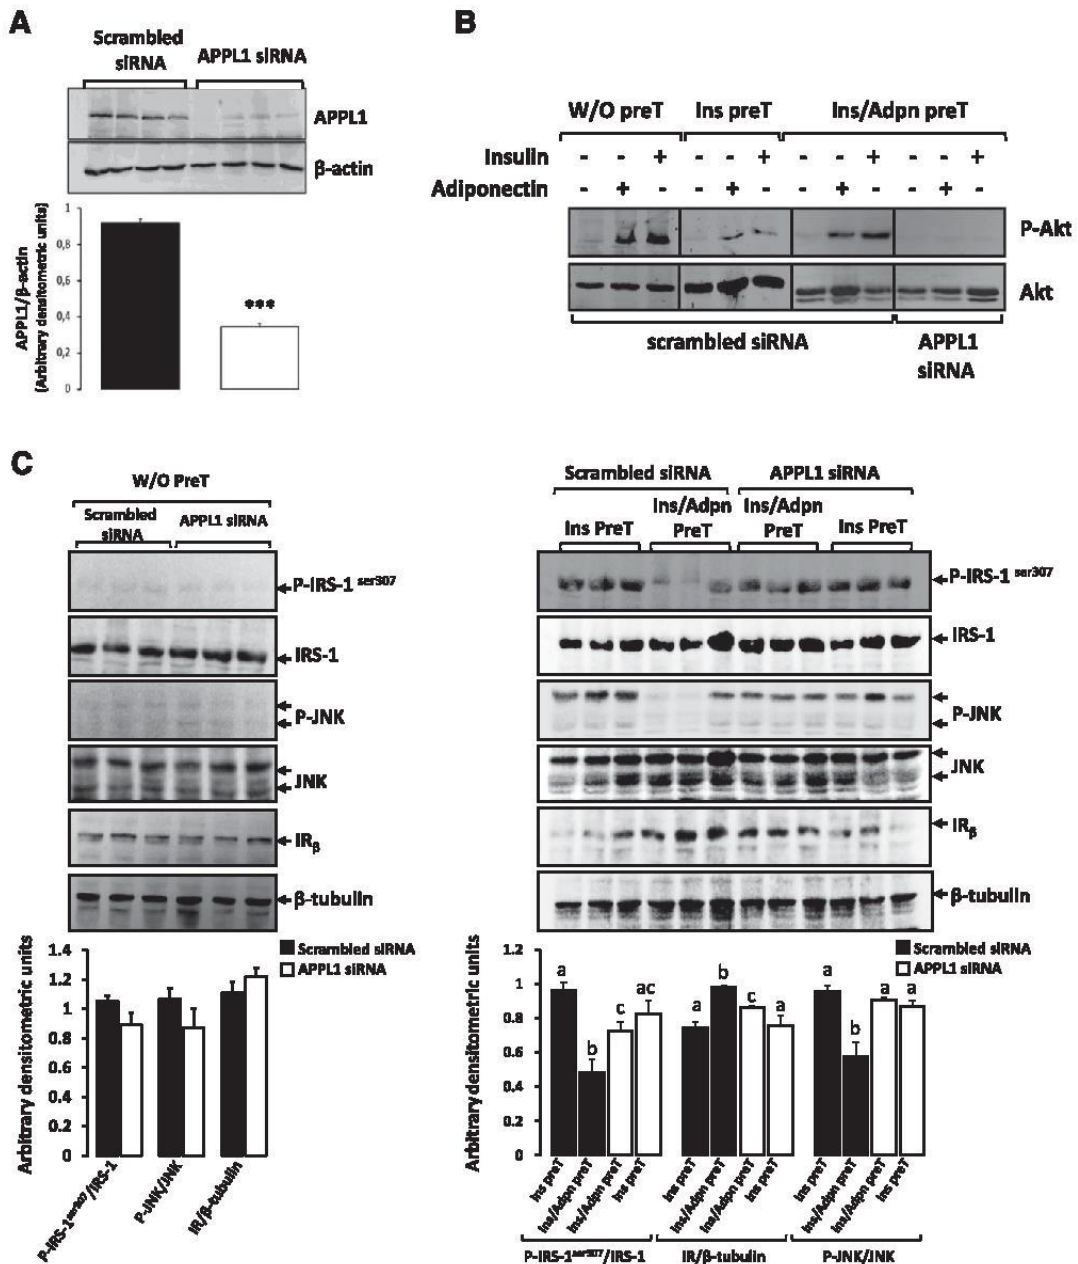 A
Scrambled
siRNA
APPL1 siRNA
APPL1
β-actin
APPL1/β-actin
(Arbitrary densitometric units)
1
0,8
0,6
0,4
0,2
0
***
B
W/O preT
Ins preT
Ins/Adpn preT
Insulin - - + - - + - - + - - +
Adiponectin - + - - + - - + - - + -
P-Akt
Akt
scrambled siRNA
APPL1
siRNA
C
W/O PreT
Scrambled
siRNA
APPL1 siRNA
P-IRS-1 ser307
IRS-1
P-JNK
JNK
IRβ
β-tubulin
Arbitrary densitometric units
1.4
1.2
1
0.8
0.6
0.4
0.2
0
Scrambled siRNA
APPL1 siRNA
P-IRS-1ser307/IRS-1
P-JNK/JNK
IR/β-tubulin
Scrambled siRNA
APPL1 siRNA
Ins PreT
Ins/Adpn
PreT
Ins/Adpn
PreT
Ins PreT
P-IRS-1 ser307
IRS-1
P-JNK
JNK
IRβ
β-tubulin
Arbitrary densitometric units
1.2
1
0.8
0.6
0.4
0.2
0
Scrambled siRNA
APPL1 siRNA
a
b
c
ac
a
b
c
a
a
b
a
a
Ins preT
Ins/Adpn preT
Ins/Adpn preT
Ins preT
Ins preT
Ins/Adpn preT
Ins/Adpn preT
Ins preT
Ins preT
Ins/Adpn preT
Ins/Adpn preT
Ins preT
P-IRS-1ser307/IRS-1
IR/β-tubulin
P-JNK/JNK